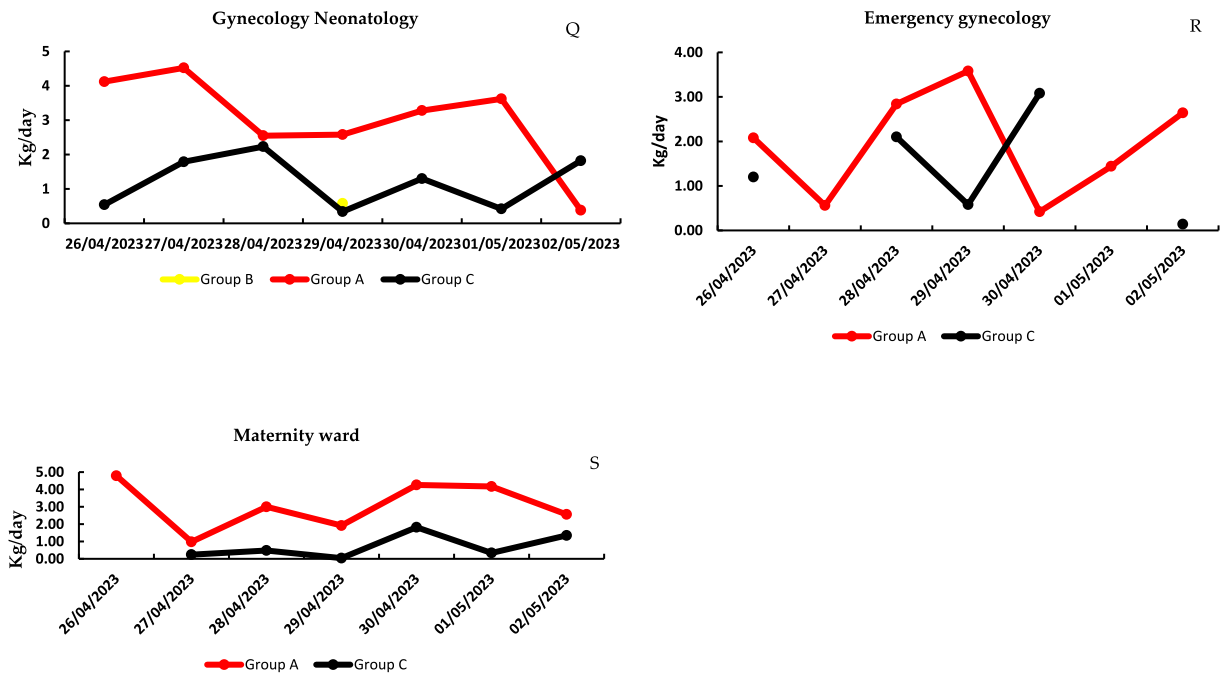 Gynecology Neonatology
Q
5
4
3
2
1
0
Kg/day
26/04/2023 27/04/2023 28/04/2023 29/04/2023 30/04/2023 01/05/2023 02/05/2023
Group B Group A Group C
Emergency gynecology
R
4.00
3.00
2.00
1.00
0.00
Kg/day
26/04/2023 27/04/2023 28/04/2023 29/04/2023 30/04/2023 01/05/2023 02/05/2023
Group A Group C
Maternity ward
S
5.00
4.00
3.00
2.00
1.00
0.00
Kg/day
26/04/2023 27/04/2023 28/04/2023 29/04/2023 30/04/2023 01/05/2023 02/05/2023
Group A Group C